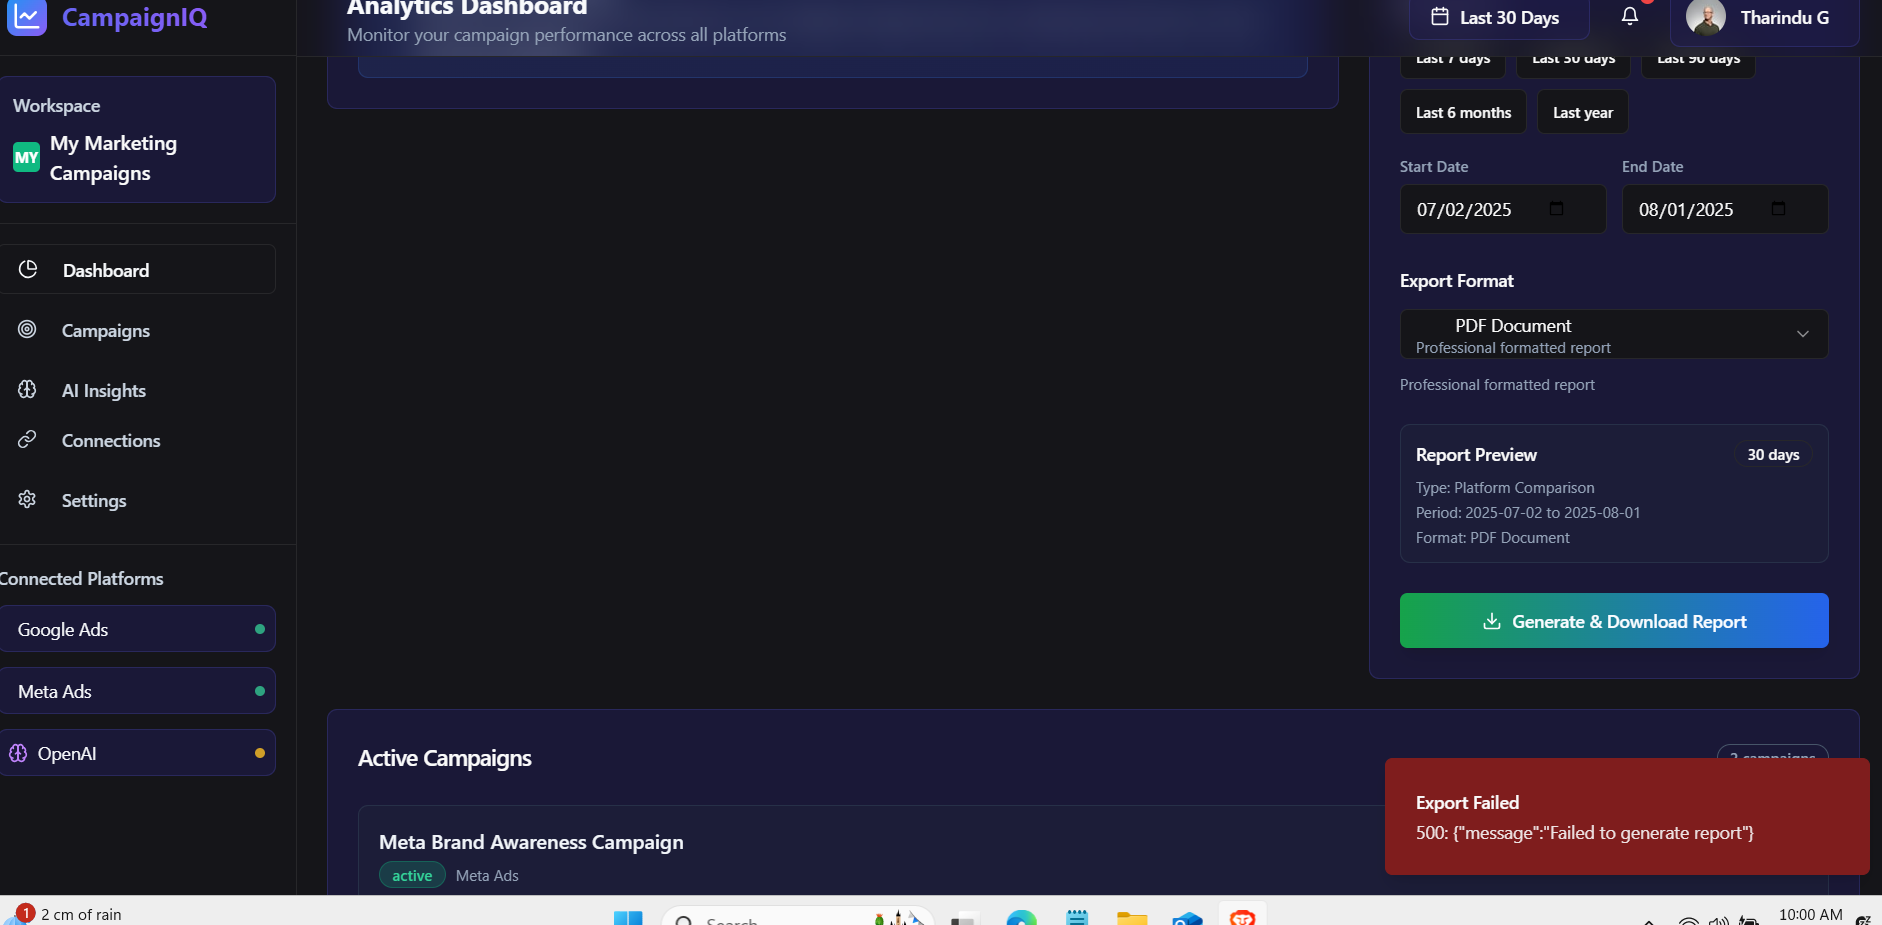 CampaignIQ
Analytics Dashboard
Monitor your campaign performance across all platforms
Last 30 Days
Tharindu G
Workspace
MY
My Marketing
Campaigns
Dashboard
Campaigns
AI Insights
Connections
Settings
Connected Platforms
Google Ads
Meta Ads
OpenAI
Last 7 days
Last 30 days
Last 90 days
Last 6 months
Last year
Start Date
End Date
07/02/2025
08/01/2025
Export Format
PDF Document
Professional formatted report
Professional formatted report
Report Preview
30 days
Type: Platform Comparison
Period: 2025-07-02 to 2025-08-01
Format: PDF Document
Generate & Download Report
Active Campaigns
2 campaigns
Meta Brand Awareness Campaign
active
Meta Ads
Export Failed
500: {"message":"Failed to generate report"}
1
2 cm of rain
Search
10:00 AM